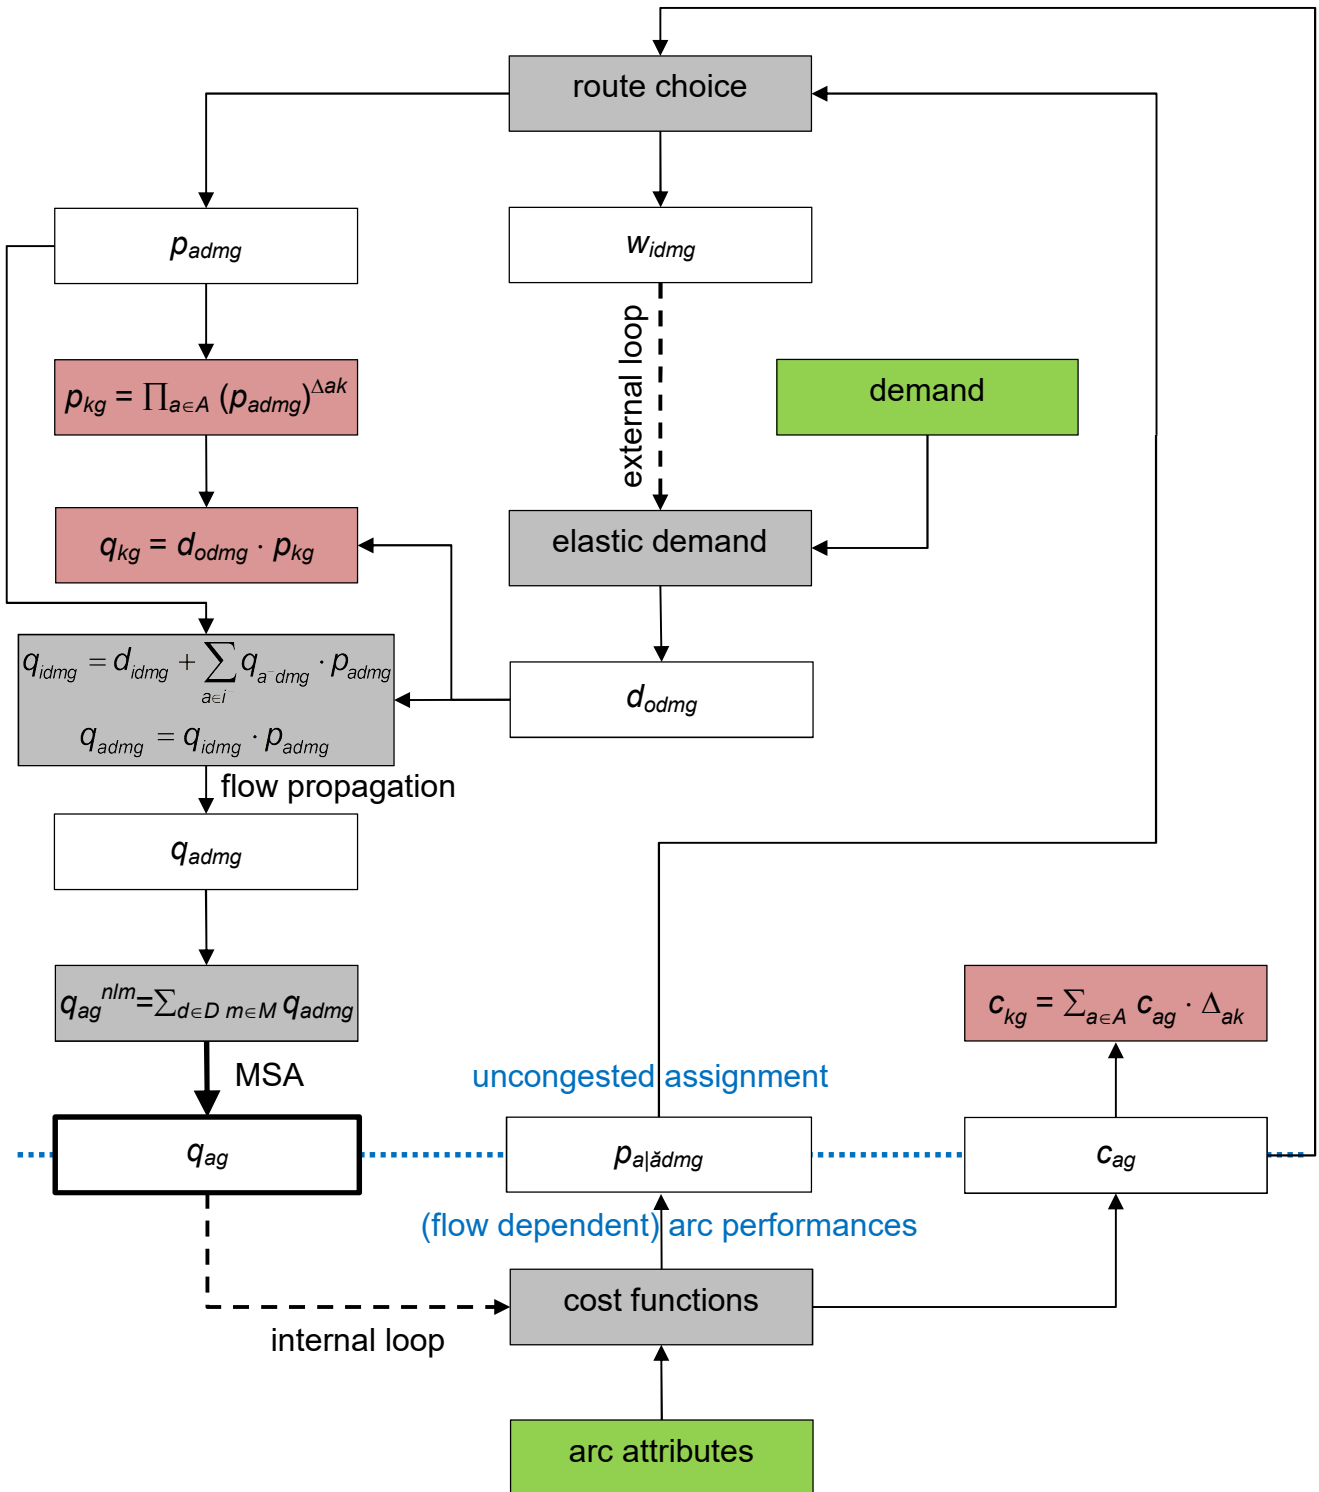 route choice
p_admg
w_idmg
external loop
demand
p_kg = ∏_a∈A (p_admg)^Δak
q_kg = d_odmg · p_kg
elastic demand
q_idmg = d_idmg + ∑_a∈i q_a⁻dmg · p_admg
q_admg = q_idmg · p_admg
d_odmg
flow propagation
q_admg
q_ag^nlm=∑_d∈D m∈M q_admg
c_kg = ∑_a∈A c_ag · Δ_ak
MSA
uncongested assignment
q_ag
p_a|ădmg
c_ag
(flow dependent) arc performances
cost functions
internal loop
arc attributes